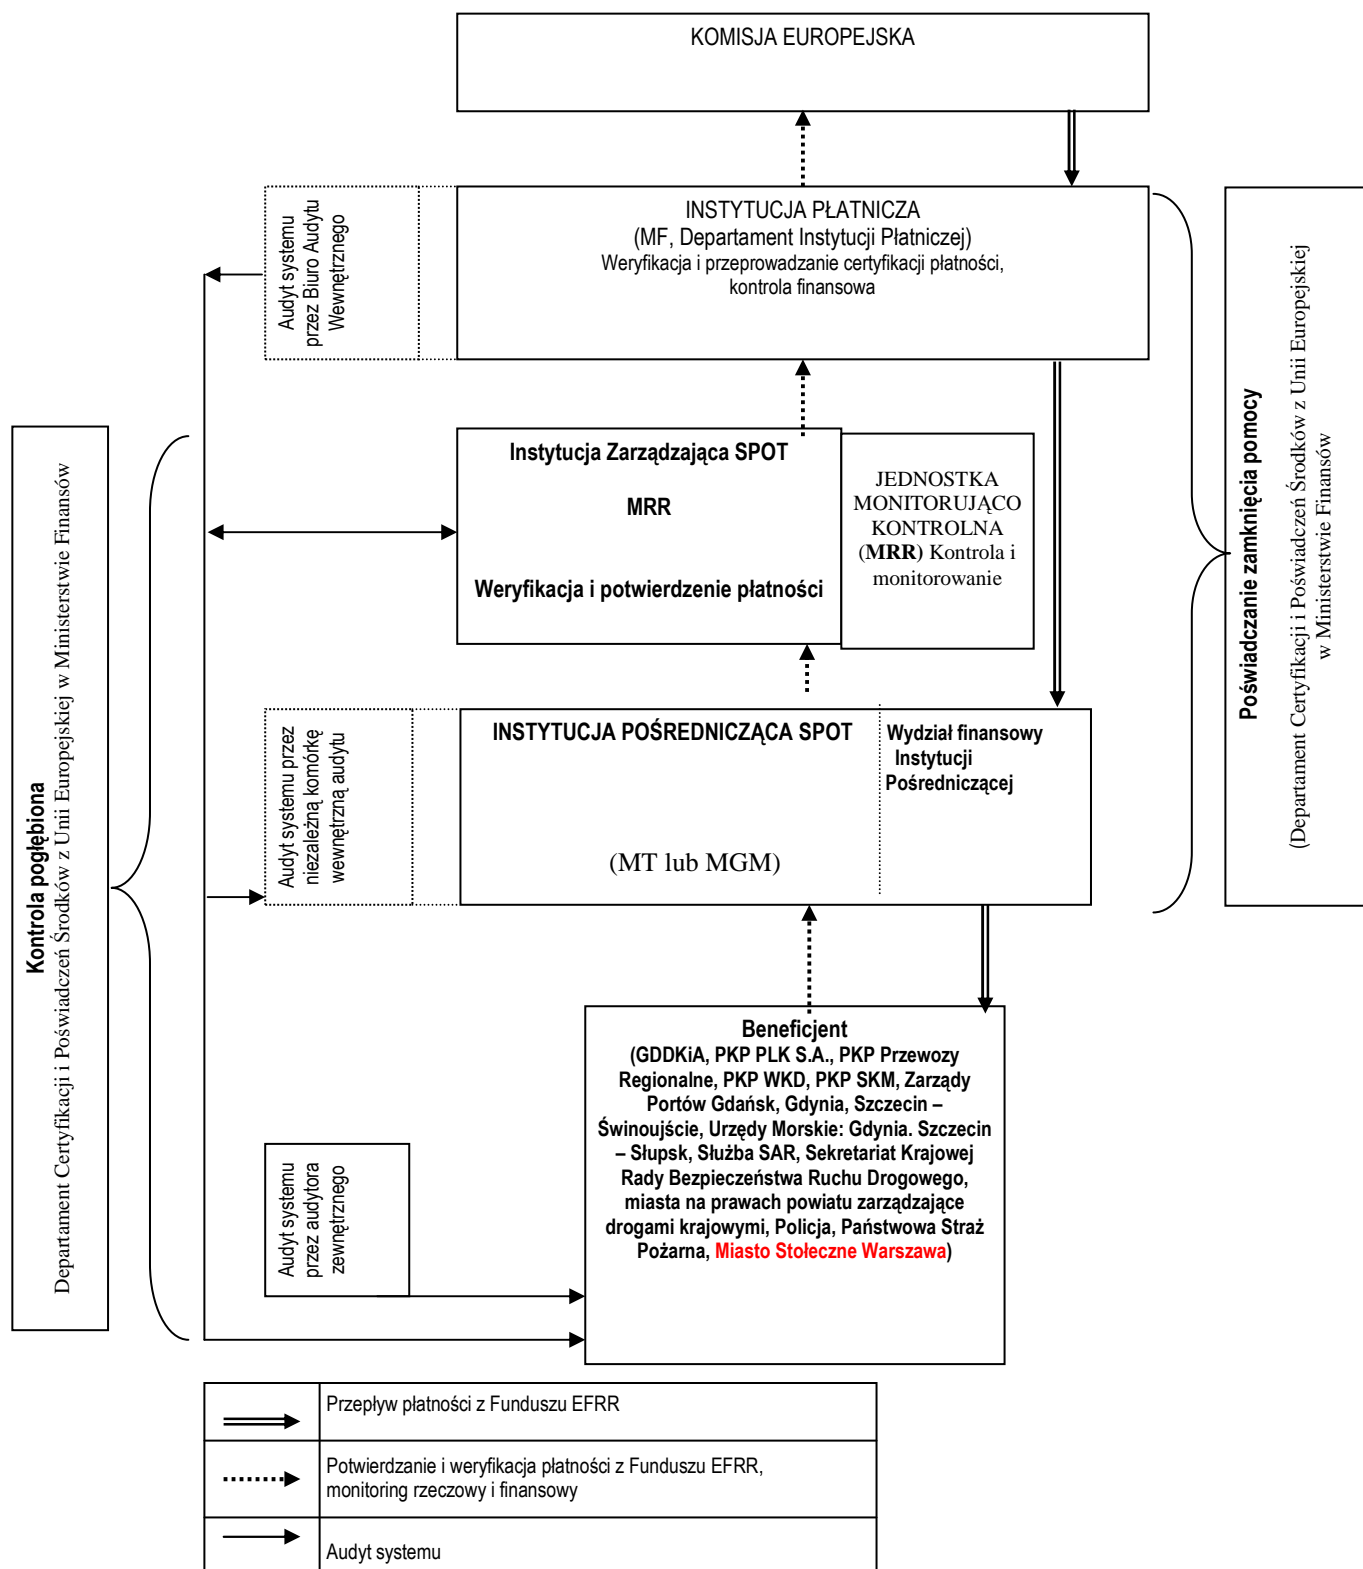 KOMISJA EUROPEJSKA
Audyt systemu
przez Biuro Audytu
Wewnętrznego
INSTYTUCJA PŁATNICZA
(MF, Departament Instytucji Płatniczej)
Weryfikacja i przeprowadzanie certyfikacji płatności,
kontrola finansowa
Poświadczanie zamknięcia pomocy
(Departament Certyfikacji i Poświadczeń Środków z Unii Europejskiej
w Ministerstwie Finansów
Kontrola pogłębiona
Departament Certyfikacji i Poświadczeń Środków z Unii Europejskiej w Ministerstwie Finansów
Instytucja Zarządzająca SPOT
MRR
Weryfikacja i potwierdzenie płatności
JEDNOSTKA
MONITORUJĄCO
KONTROLNA
(MRR) Kontrola i
monitorowanie
Audyt systemu przez
niezależną komórkę
wewnętrzną audytu
INSTYTUCJA POŚREDNICZĄCA SPOT
(MT lub MGM)
Wydział finansowy
Instytucji
Pośredniczącej
Beneficjent
(GDDKiA, PKP PLK S.A., PKP Przewozy
Regionalne, PKP WKD, PKP SKM, Zarządy
Portów Gdańsk, Gdynia, Szczecin –
Świnoujście, Urzędy Morskie: Gdynia. Szczecin
– Słupsk, Służba SAR, Sekretariat Krajowej
Rady Bezpieczeństwa Ruchu Drogowego,
miasta na prawach powiatu zarządzające
drogami krajowymi, Policja, Państwowa Straż
Pożarna, Miasto Stołeczne Warszawa)
Audyt systemu
przez audytora
zewnętrznego
Przepływ płatności z Funduszu EFRR
Potwierdzanie i weryfikacja płatności z Funduszu EFRR,
monitoring rzeczowy i finansowy
Audyt systemu